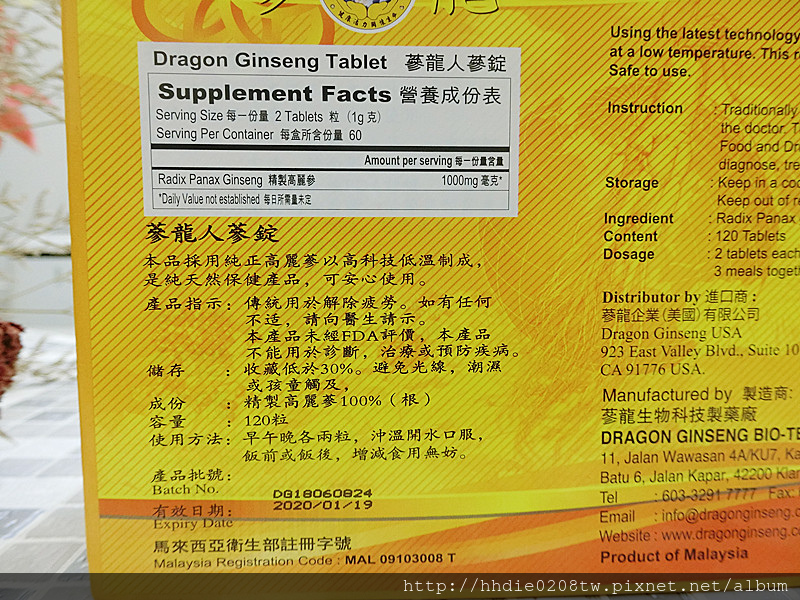 Dragon Ginseng Tablet 蔘龍人蔘錠
Supplement Facts 營養成份表
Serving Size 每一份量 2 Tablets 粒 (1g 克)
Serving Per Container 每盒所含份量 60
Amount per serving 每一份量含量
Radix Panax Ginseng 精製高麗參 1000mg 毫克*
*Daily Value not established 每日所需量未定
蔘龍人蔘錠
本品採用純正高麗蔘以高科技低溫制成，
是純天然保健產品，可安心使用。
產品指示：傳統用於解除疲勞。如有任何
不适，請向醫生請示。
本產品未經FDA評價，本產品
不能用於診斷，治療或預防疾病。
儲存：收藏低於30%。避免光線，潮濕
或孩童觸及，
成份：精製高麗蔘100%（根）
容量：120粒
使用方法：早午晚各兩粒，沖溫開水口服，
飯前或飯後，增減食用無妨。
產品批號：
Batch No. DG18060824
有效日期： 2020/01/19
Expiry Date
馬來西亞衛生部註冊字號
Malaysia Registration Code : MAL 09103008 T
Using the latest technology
at a low temperature. This
Safe to use.
Instruction : Traditionally
the doctor.
Food and
diagnose,
Storage : Keep in a
Keep out of
Ingredient : Radix Panax
Content : 120 Tablets
Dosage : 2 tablets each
3 meals
Distributor by 進口商 :
蔘龍企業(美國)有限公司
Dragon Ginseng USA
923 East Valley Blvd., Suite
CA 91776 USA.
Manufactured by 製造商:
蔘龍生物科技製藥廠
DRAGON GINSENG
11, Jalan Wawasan 4A/KU7,
Batu 6, Jalan Kapar, 42200
Tel : 603-3291 7777 Fax:
Email : info@dragonginseng
Website : www.dragonginseng
Product of Malaysia
http://hhdie0208tw.pixnet.net/album